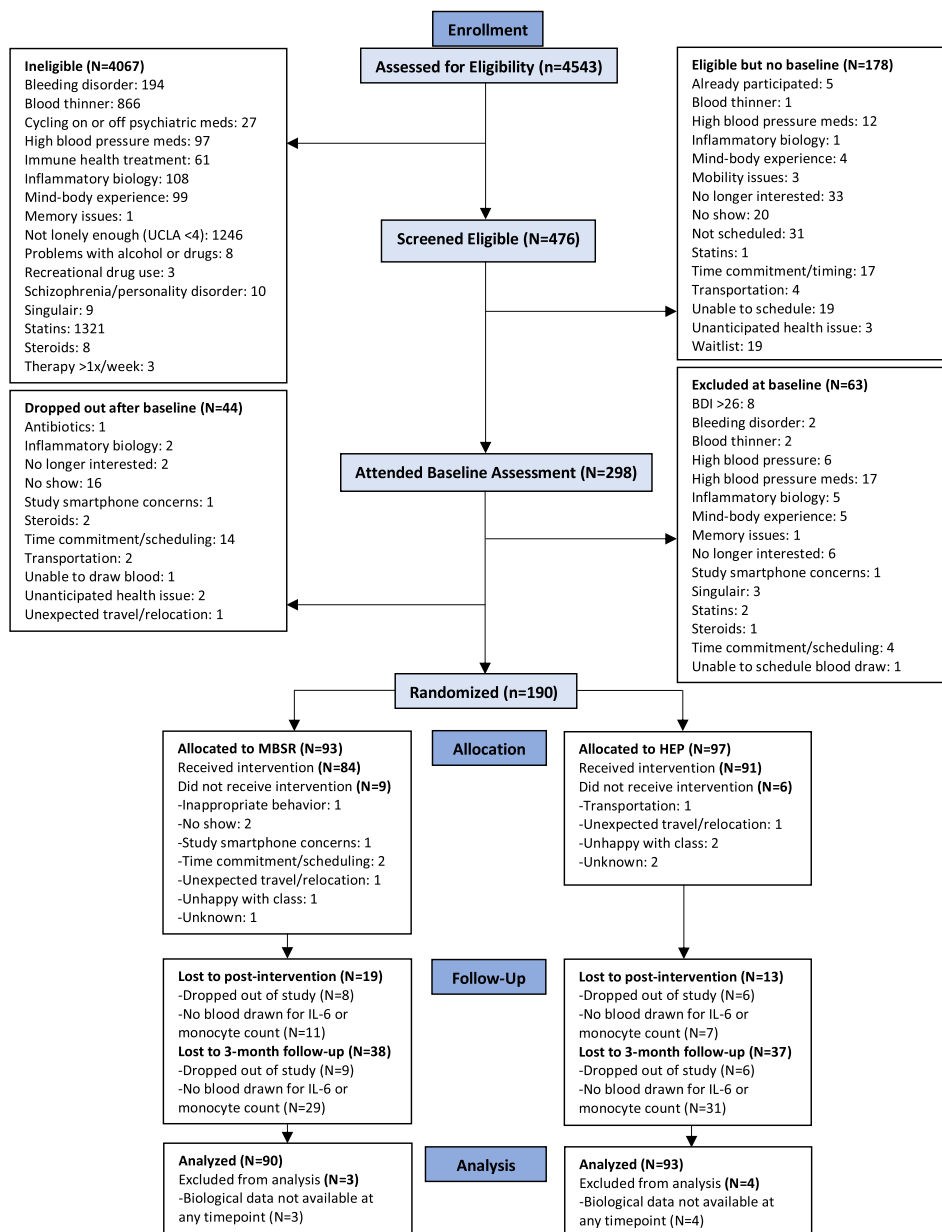 Enrollment
Assessed for Eligibility (n=4543)
Ineligible (N=4067)
Bleeding disorder: 194
Blood thinner: 866
Cycling on or off psychiatric meds: 27
High blood pressure meds: 97
Immune health treatment: 61
Inflammatory biology: 108
Mind-body experience: 99
Memory issues: 1
Not lonely enough (UCLA <4): 1246
Problems with alcohol or drugs: 8
Recreational drug use: 3
Schizophrenia/personality disorder: 10
Singulair: 9
Statins: 1321
Steroids: 8
Therapy >1x/week: 3
Eligible but no baseline (N=178)
Already participated: 5
Blood thinner: 1
High blood pressure meds: 12
Inflammatory biology: 1
Mind-body experience: 4
Mobility issues: 3
No longer interested: 33
No show: 20
Not scheduled: 31
Statins: 1
Time commitment/timing: 17
Transportation: 4
Unable to schedule: 19
Unanticipated health issue: 3
Waitlist: 19
Screened Eligible (N=476)
Dropped out after baseline (N=44)
Antibiotics: 1
Inflammatory biology: 2
No longer interested: 2
No show: 16
Study smartphone concerns: 1
Steroids: 2
Time commitment/scheduling: 14
Transportation: 2
Unable to draw blood: 1
Unanticipated health issue: 2
Unexpected travel/relocation: 1
Attended Baseline Assessment (N=298)
Excluded at baseline (N=63)
BDI >26: 8
Bleeding disorder: 2
Blood thinner: 2
High blood pressure: 6
High blood pressure meds: 17
Inflammatory biology: 5
Mind-body experience: 5
Memory issues: 1
No longer interested: 6
Study smartphone concerns: 1
Singulair: 3
Statins: 2
Steroids: 1
Time commitment/scheduling: 4
Unable to schedule blood draw: 1
Randomized (n=190)
Allocation
Allocated to MBSR (N=93)
Received intervention (N=84)
Did not receive intervention (N=9)
-Inappropriate behavior: 1
-No show: 2
-Study smartphone concerns: 1
-Time commitment/scheduling: 2
-Unexpected travel/relocation: 1
-Unhappy with class: 1
-Unknown: 1
Allocated to HEP (N=97)
Received intervention (N=91)
Did not receive intervention (N=6)
-Transportation: 1
-Unexpected travel/relocation: 1
-Unhappy with class: 2
-Unknown: 2
Follow-Up
Lost to post-intervention (N=19)
-Dropped out of study (N=8)
-No blood drawn for IL-6 or
monocyte count (N=11)
Lost to 3-month follow-up (N=38)
-Dropped out of study (N=9)
-No blood drawn for IL-6 or
monocyte count (N=29)
Lost to post-intervention (N=13)
-Dropped out of study (N=6)
-No blood drawn for IL-6 or
monocyte count (N=7)
Lost to 3-month follow-up (N=37)
-Dropped out of study (N=6)
-No blood drawn for IL-6 or
monocyte count (N=31)
Analysis
Analyzed (N=90)
Excluded from analysis (N=3)
-Biological data not available at
any timepoint (N=3)
Analyzed (N=93)
Excluded from analysis (N=4)
-Biological data not available at
any timepoint (N=4)